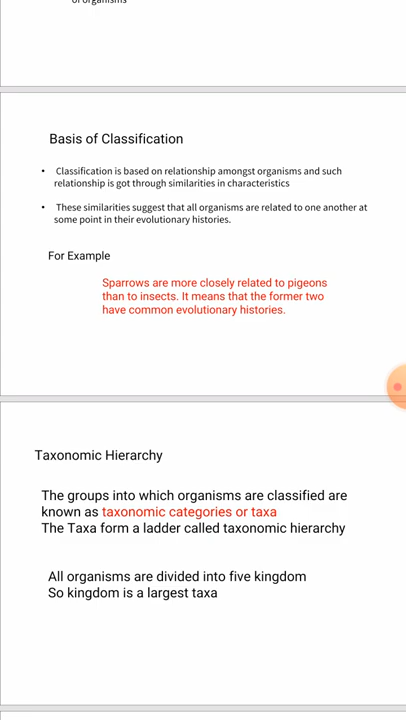 of organisms
Basis of Classification
• Classification is based on relationship amongst organisms and such
relationship is got through similarities in characteristics
• These similarities suggest that all organisms are related to one another at
some point in their evolutionary histories.
For Example
Sparrows are more closely related to pigeons
than to insects. It means that the former two
have common evolutionary histories.
Taxonomic Hierarchy
The groups into which organisms are classified are
known as taxonomic categories or taxa
The Taxa form a ladder called taxonomic hierarchy
All organisms are divided into five kingdom
So kingdom is a largest taxa